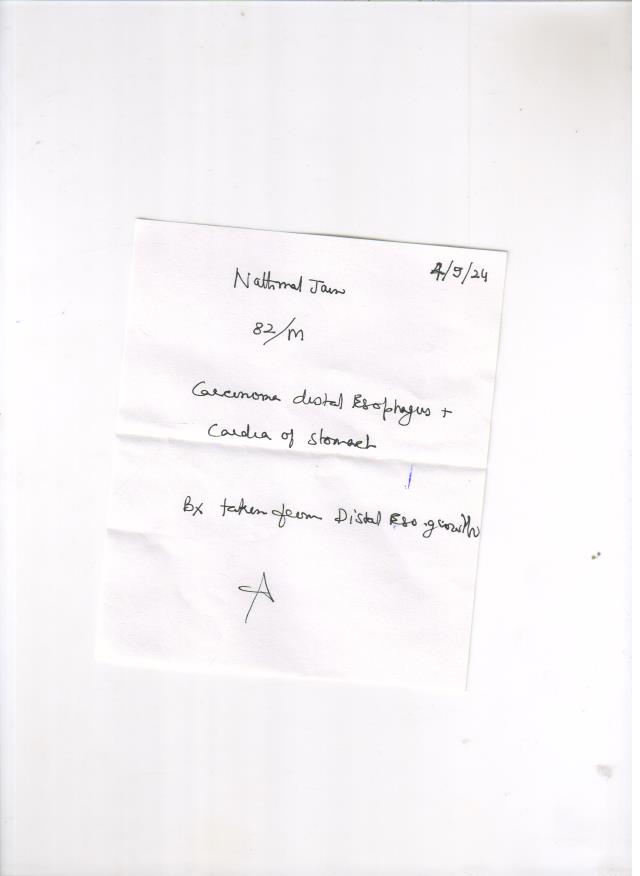 4/9/24
Nathmal Jain
82/M
Carcinoma distal Esophagus +
Cardia of stomach
Bx taken from Distal Eso. growth